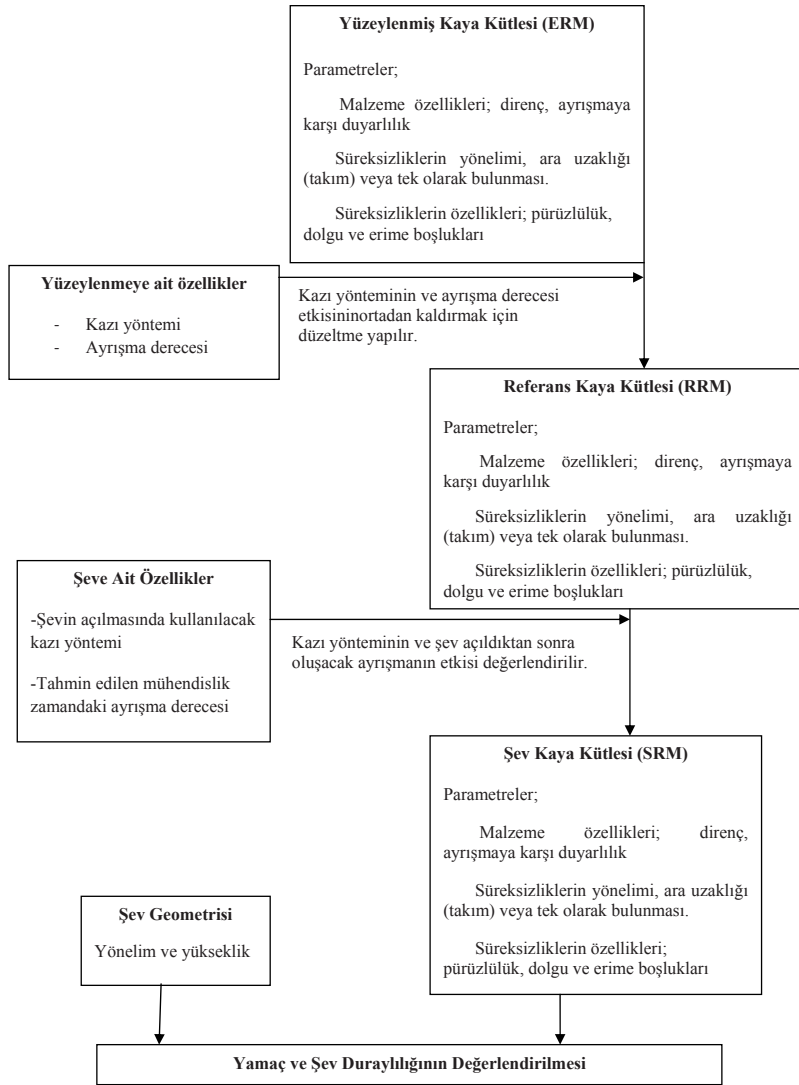 Yüzeylenmiş Kaya Kütlesi (ERM)
Parametreler;
Malzeme özellikleri; direnç, ayrışmaya
karşı duyarlılık
Süreksizliklerin yönelimi, ara uzaklığı
(takım) veya tek olarak bulunması.
Süreksizliklerin özellikleri; pürüzlülük,
dolgu ve erime boşlukları
Yüzeylenmeye ait özellikler
- Kazı yöntemi
- Ayrışma derecesi
Kazı yönteminin ve ayrışma derecesi
etkisininortadan kaldırmak için
düzeltme yapılır.
Referans Kaya Kütlesi (RRM)
Parametreler;
Malzeme özellikleri; direnç, ayrışmaya
karşı duyarlılık
Süreksizliklerin yönelimi, ara uzaklığı
(takım) veya tek olarak bulunması.
Süreksizliklerin özellikleri; pürüzlülük,
dolgu ve erime boşlukları
Şeve Ait Özellikler
-Şevin açılmasında kullanılacak
kazı yöntemi
-Tahmin edilen mühendislik
zamandaki ayrışma derecesi
Kazı yönteminin ve şev açıldıktan sonra
oluşacak ayrışmanın etkisi değerlendirilir.
Şev Kaya Kütlesi (SRM)
Parametreler;
Malzeme özellikleri; direnç,
ayrışmaya karşı duyarlılık
Süreksizliklerin yönelimi, ara uzaklığı
(takım) veya tek olarak bulunması.
Süreksizliklerin özellikleri;
pürüzlülük, dolgu ve erime boşlukları
Şev Geometrisi
Yönelim ve yükseklik
Yamaç ve Şev Duraylılığının Değerlendirilmesi